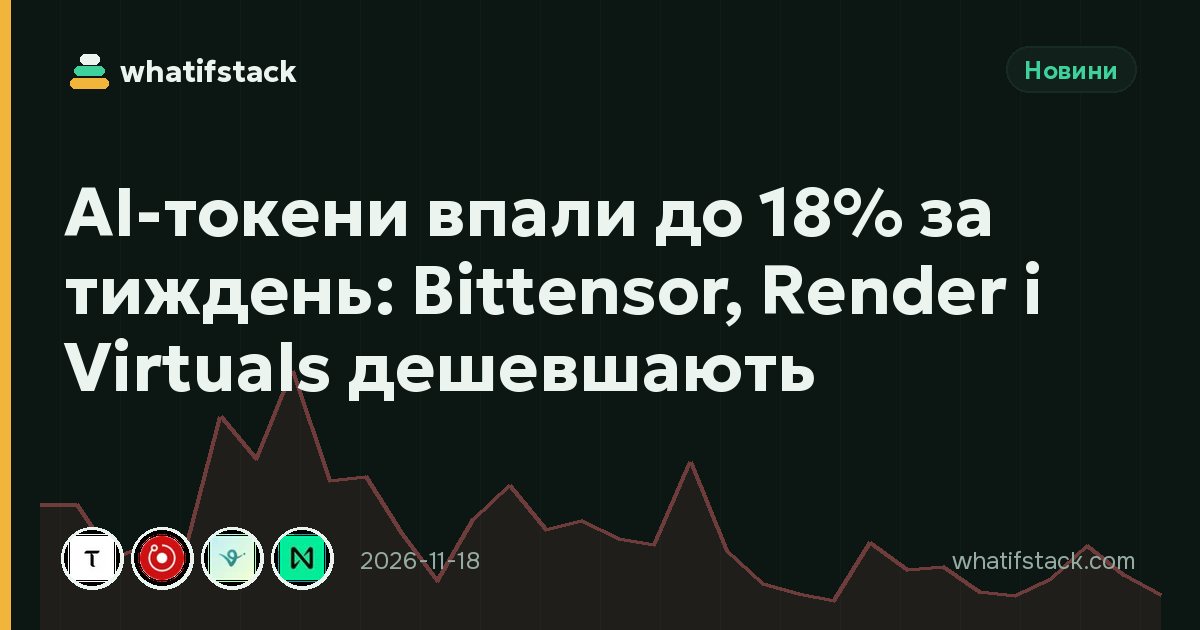 whatifstack
Новини
AI-токени впали до 18% за
тиждень: Bittensor, Render і
Virtuals дешевшають
τ
2026-11-18
whatifstack.com